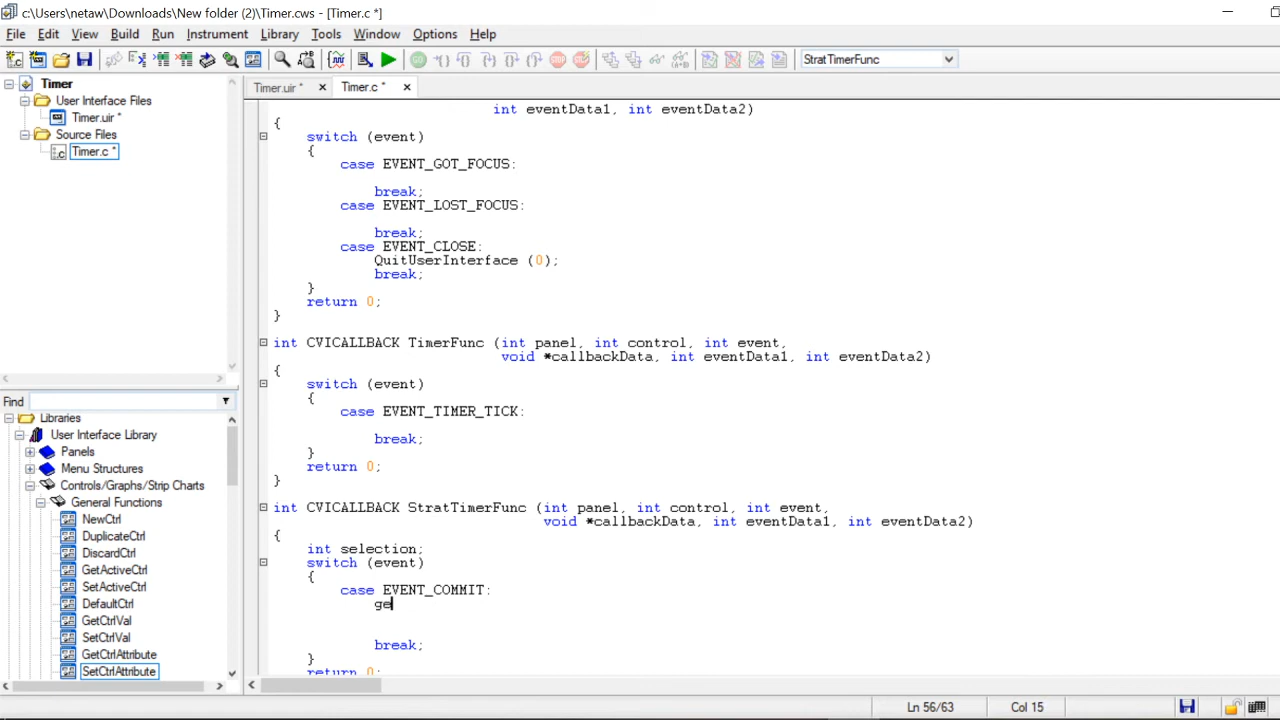 c:\Users\netaw\Downloads\New folder (2)\Timer.cws - [Timer.c *]
File Edit View Build Run Instrument Library Tools Window Options Help
StratTimerFunc
Timer
User Interface Files
Timer.uir *
Source Files
Timer.c *
Find
Libraries
User Interface Library
Panels
Menu Structures
Controls/Graphs/Strip Charts
General Functions
NewCtrl
DuplicateCtrl
DiscardCtrl
GetActiveCtrl
SetActiveCtrl
DefaultCtrl
GetCtrlVal
SetCtrlVal
GetCtrlAttribute
SetCtrlAttribute
Timer.uir * Timer.c *
int eventData1, int eventData2)
{
switch (event)
{
case EVENT_GOT_FOCUS:
break;
case EVENT_LOST_FOCUS:
break;
case EVENT_CLOSE:
QuitUserInterface (0);
break;
}
return 0;
}
int CVICALLBACK TimerFunc (int panel, int control, int event,
void *callbackData, int eventData1, int eventData2)
{
switch (event)
{
case EVENT_TIMER_TICK:
break;
}
return 0;
}
int CVICALLBACK StratTimerFunc (int panel, int control, int event,
void *callbackData, int eventData1, int eventData2)
{
int selection;
switch (event)
{
case EVENT_COMMIT:
ge
break;
}
return 0;
Ln 56/63 Col 15